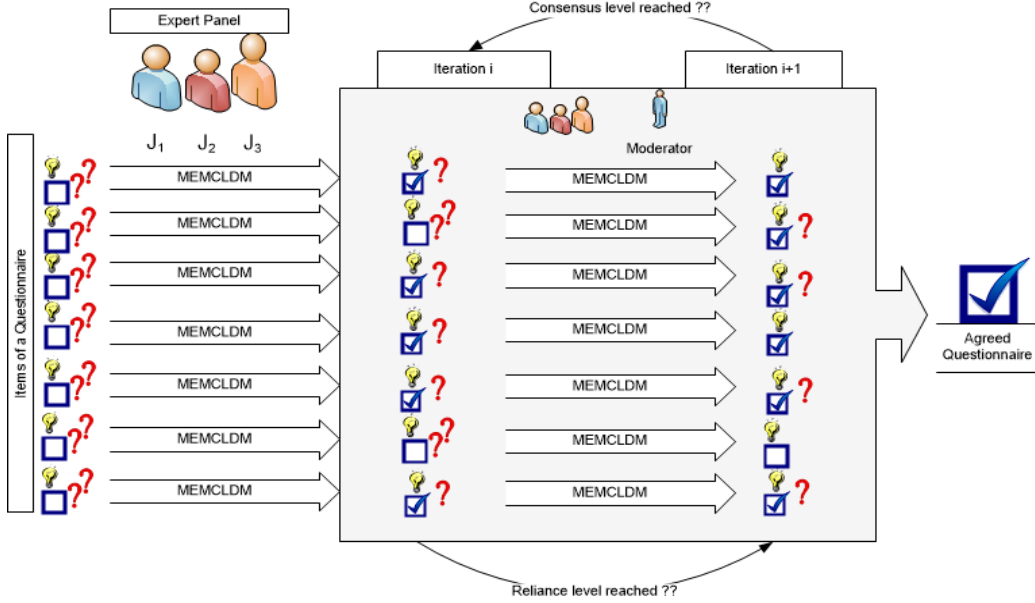 Consensus level reached ??
Expert Panel
Iteration i
Iteration i+1
J1 J2 J3
Moderator
Items of a Questionnaire
? ? MEMCLDM ? MEMCLDM
? ? MEMCLDM ? ? MEMCLDM ?
? ? MEMCLDM ? MEMCLDM ?
? ? MEMCLDM ? MEMCLDM
? ? MEMCLDM ? MEMCLDM ?
? ? MEMCLDM ? ? MEMCLDM
? ? MEMCLDM ? MEMCLDM ?
Agreed
Questionnaire
Reliance level reached ??